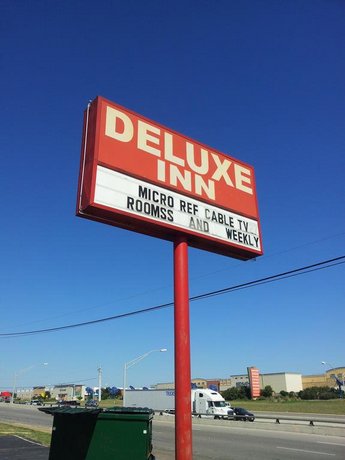 DELUXE
INN
MICRO REF CABLE TV
ROOMSS AND WEEKLY